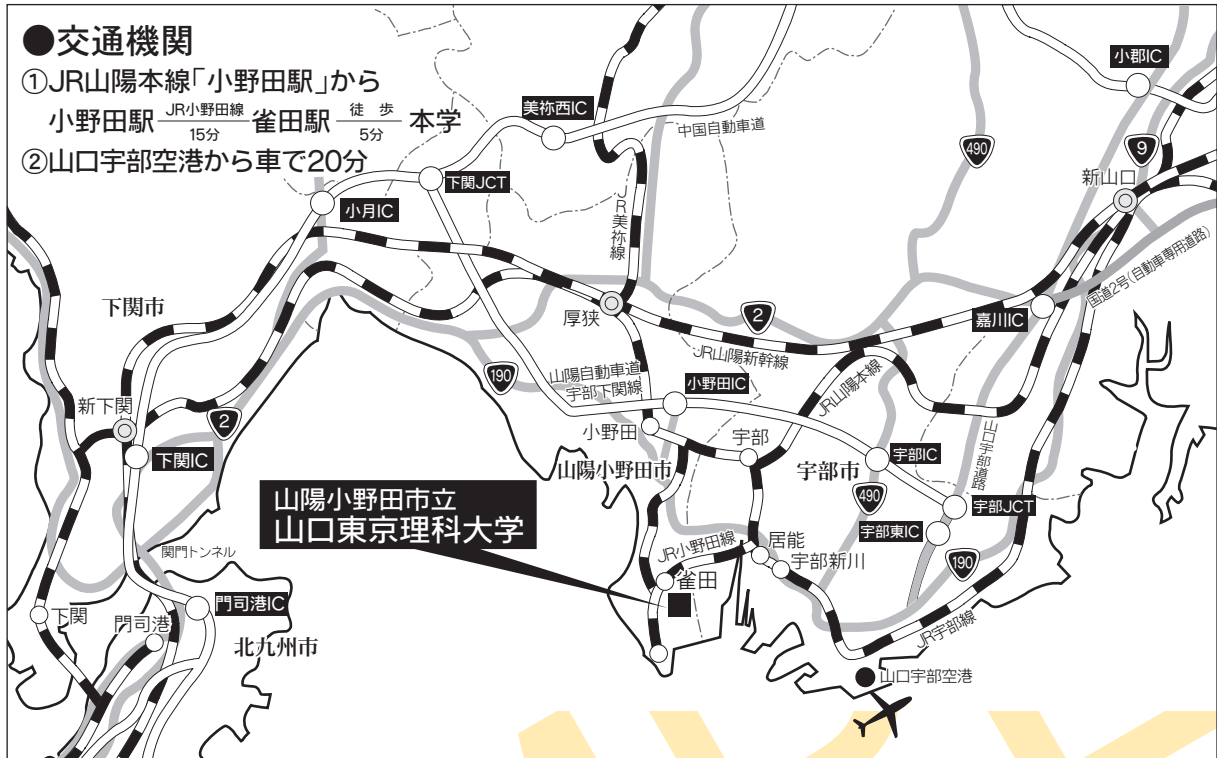 ●交通機関
①JR山陽本線「小野田駅」から
小野田駅 JR小野田線 15分 雀田駅 徒歩 5分 本学
②山口宇部空港から車で20分
小郡IC
美祢西IC
中国自動車道
490
9
新山口
下関JCT
小月IC
JR美祢線
国道2号(自動車専用道路)
下関市
厚狭
2
嘉川IC
JR山陽新幹線
190
山陽自動車道
宇部下関線
小野田IC
JR山陽本線
新下関
2
小野田
宇部
山口宇部道路
下関IC
山陽小野田市
宇部市
宇部IC
山陽小野田市立
山口東京理科大学
490
宇部JCT
宇部東IC
関門トンネル
JR小野田線
居能
宇部新川
190
雀田
門司港IC
下関
門司港
北九州市
JR宇部線
山口宇部空港